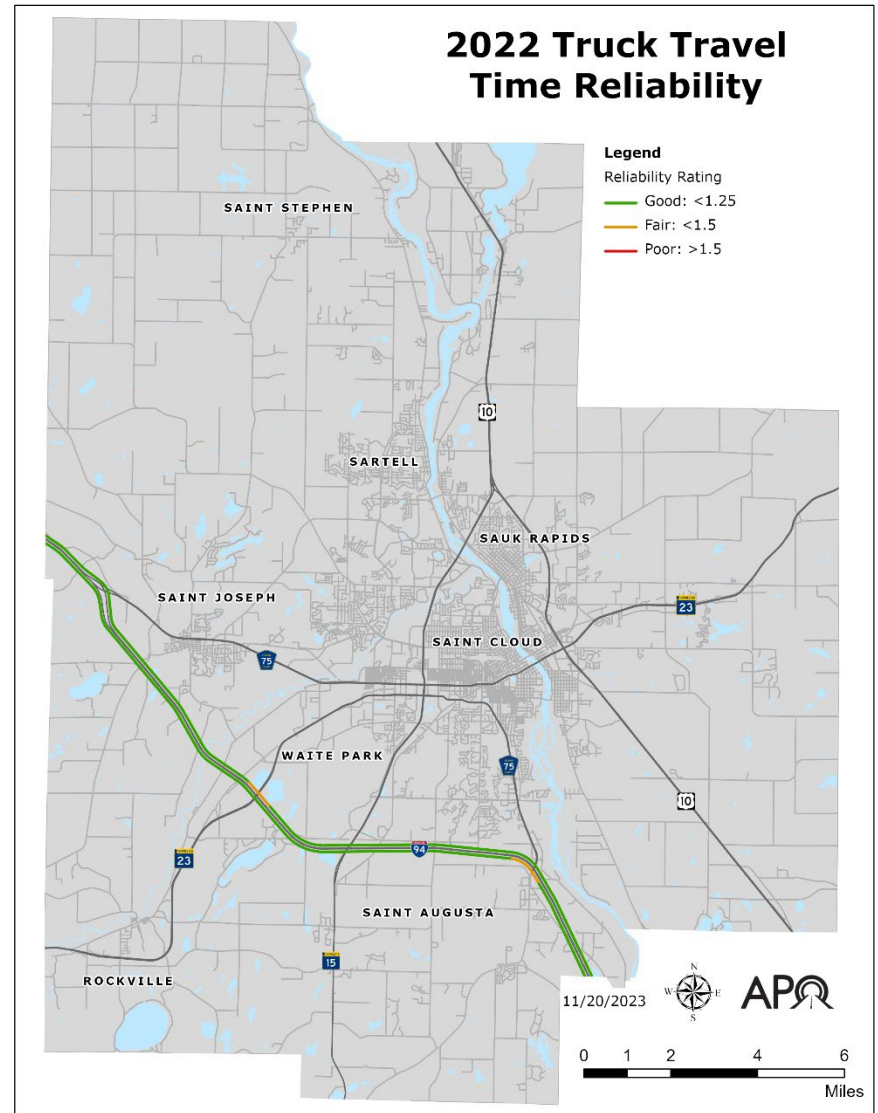 2022 Truck Travel
Time Reliability
Legend
Reliability Rating
Good: <1.25
Fair: <1.5
Poor: >1.5
SAINT STEPHEN
10
SARTELL
SAUK RAPIDS
SAINT JOSEPH
23
SAINT CLOUD
75
WAITE PARK
75
10
23
94
SAINT AUGUSTA
15
ROCKVILLE
11/20/2023
N
W
E
S
APO
0 1 2 4 6
Miles